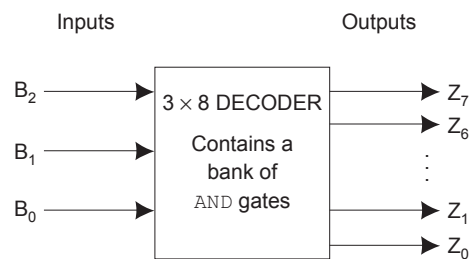 Inputs Outputs
B₂ 3 × 8 DECODER Z₇
Z₆
Contains a
B₁ bank of ⋮
B₀ AND gates Z₁
Z₀